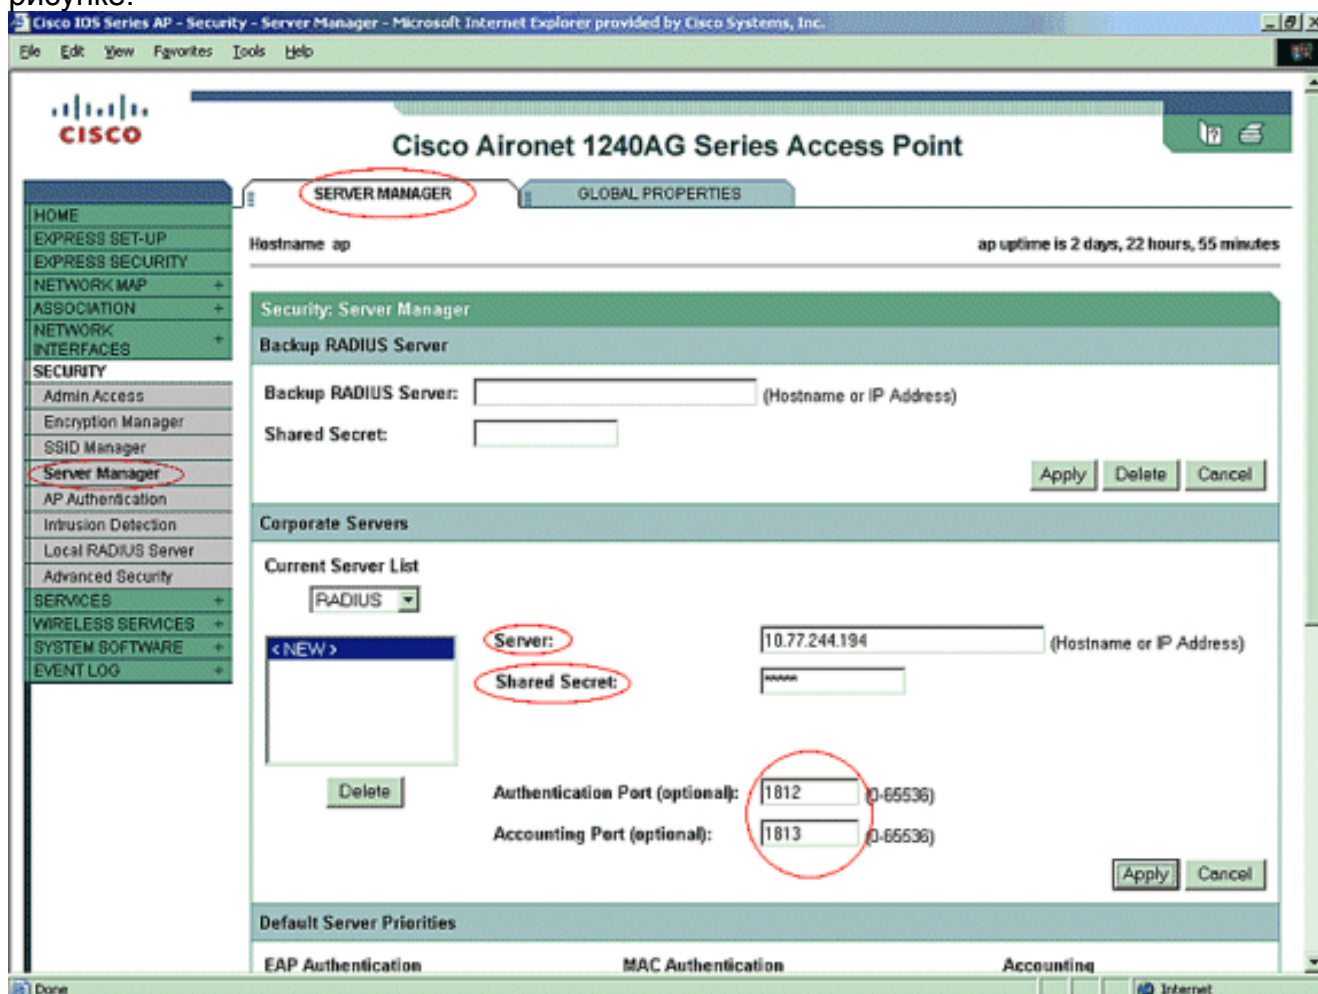 рисунке.
Cisco IOS Series AP - Security - Server Manager - Microsoft Internet Explorer provided by Cisco Systems, Inc.
File Edit View Favorites Tools Help
CISCO
Cisco Aironet 1240AG Series Access Point
SERVER MANAGER
GLOBAL PROPERTIES
HOME
EXPRESS SET-UP
EXPRESS SECURITY
NETWORK MAP +
ASSOCIATION +
NETWORK INTERFACES +
SECURITY
Admin Access
Encryption Manager
SSID Manager
Server Manager
AP Authentication
Intrusion Detection
Local RADIUS Server
Advanced Security
SERVICES +
WIRELESS SERVICES +
SYSTEM SOFTWARE +
EVENT LOG +
Hostname ap
ap uptime is 2 days, 22 hours, 55 minutes
Security: Server Manager
Backup RADIUS Server
Backup RADIUS Server: (Hostname or IP Address)
Shared Secret:
Apply Delete Cancel
Corporate Servers
Current Server List
RADIUS
< NEW >
Delete
Server: 10.77.244.194 (Hostname or IP Address)
Shared Secret: *****
Authentication Port (optional): 1812 (0-65536)
Accounting Port (optional): 1813 (0-65536)
Apply Cancel
Default Server Priorities
EAP Authentication MAC Authentication Accounting
Done Internet